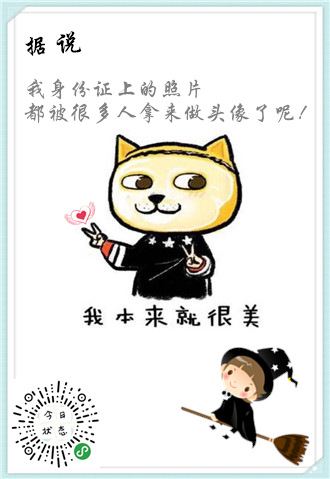 据说
我身份证上的照片
都被很多人拿来做头像了呢!
我本来就很美
今日
状态